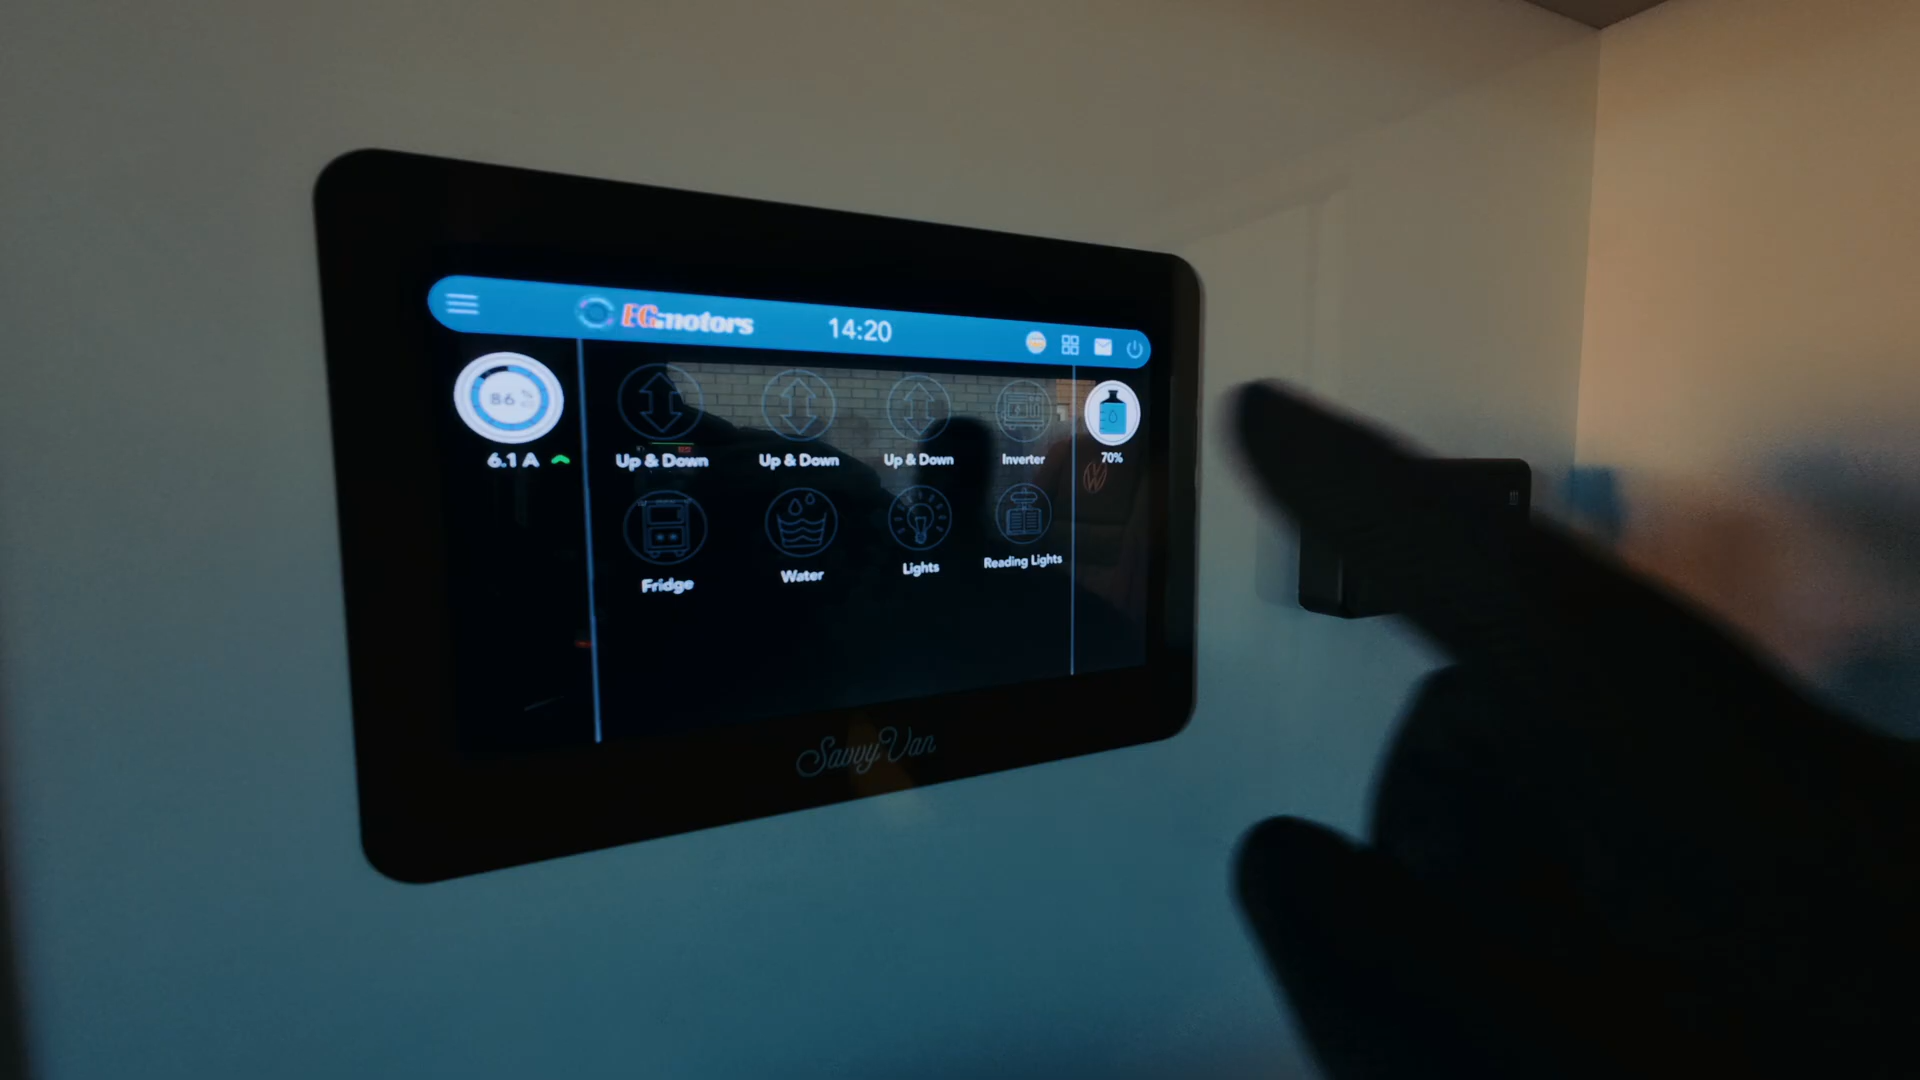 EG-motors
14:20
86 %
6.1 A
Up & Down
Up & Down
Up & Down
Inverter
70%
Fridge
Water
Lights
Reading Lights
SavvyVan